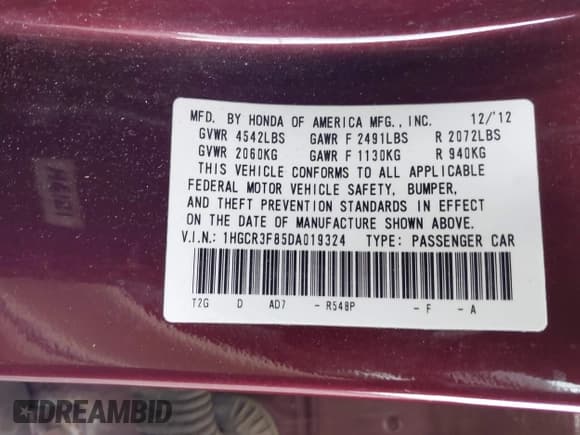 MFD. BY HONDA OF AMERICA MFG., INC. 12/'12
GVWR 4542LBS GAWR F 2491LBS R 2072LBS
GVWR 2060KG GAWR F 1130KG R 940KG
THIS VEHICLE CONFORMS TO ALL APPLICABLE
FEDERAL MOTOR VEHICLE SAFETY, BUMPER,
AND THEFT PREVENTION STANDARDS IN EFFECT
ON THE DATE OF MANUFACTURE SHOWN ABOVE.
V.I.N.: 1HGCR3F85DA019324 TYPE: PASSENGER CAR
T2G D AD7 - R548P - F - A
DREAMBID